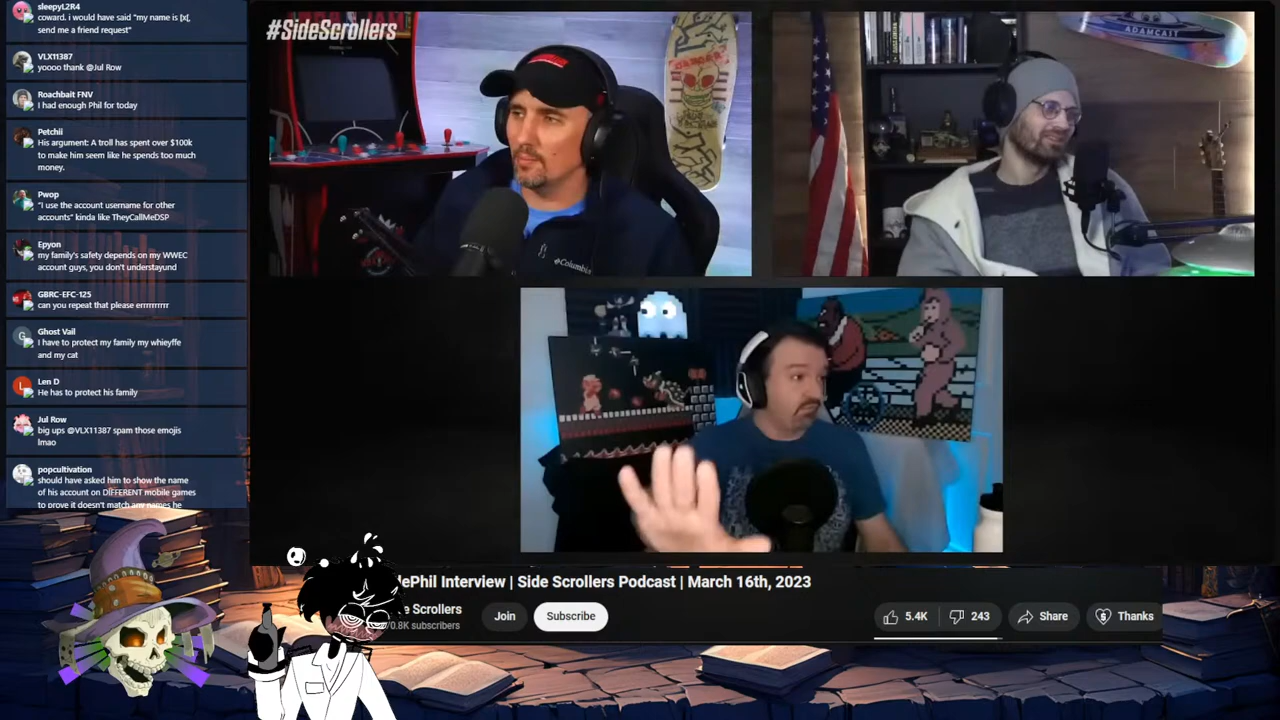 sleepyL2R4
coward. i would have said "my name is [x[,
send me a friend request"
VLX11387
yoooo thank @Jul Row
Roachbait FNV
I had enough Phil for today
Petchii
His argument: A troll has spent over $100k
to make him seem like he spends too much
money.
Pwop
"I use the account username for other
accounts" kinda like TheyCallMeDSP
Epyon
my family's safety depends on my WWEC
account guys, you don't understayund
GBRC-EFC-125
can you repeat that please errrrrrrrr
G
Ghost Vail
I have to protect my family my whieyffe
and my cat
L
Len D
He has to protect his family
Jul Row
big ups @VLX11387 spam those emojis
lmao
popcultivation
should have asked him to show the name
of his account on DIFFERENT mobile games
to prove it doesn't match any names he
#SideScrollers
ADAMCAIT
Columbia
ePhil Interview | Side Scrollers Podcast | March 16th, 2023
e Scrollers
0.8K subscribers
Join
Subscribe
5.4K
243
Share
Thanks